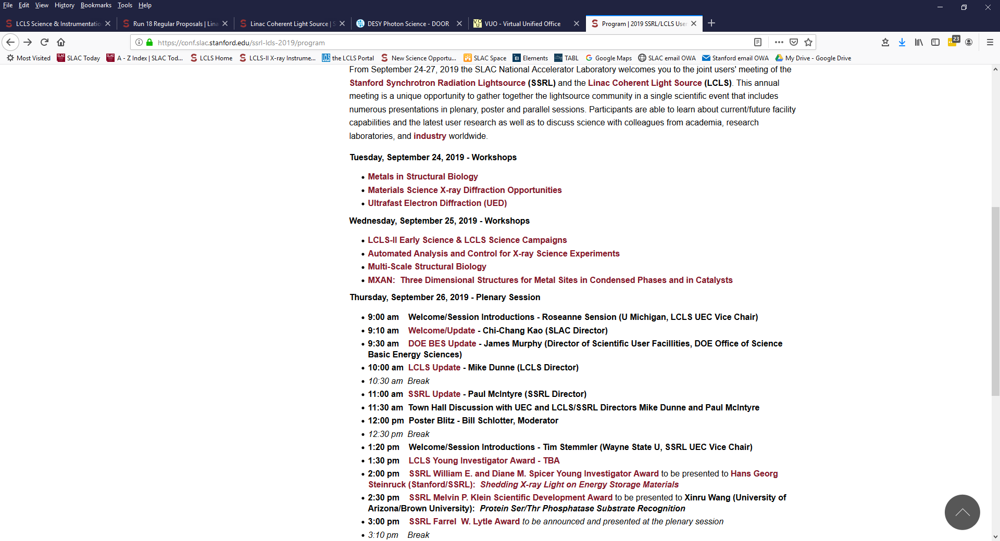 File Edit View History Bookmarks Tools Help
LCLS Science & Instrumentatio
Run 18 Regular Proposals | Lina
Linac Coherent Light Source | S
DESY Photon Science - DOOR
VUO - Virtual Unified Office
Program | 2019 SSRL/LCLS User
https://conf.slac.stanford.edu/ssrl-lcls-2019/program
23
Most Visited SLAC Today A - Z Index | SLAC Tod... LCLS Home LCLS-II X-ray Instrume... the LCLS Portal New Science Opportu... SLAC Space Elements TABL Google Maps SLAC email OWA Stanford email OWA My Drive - Google Drive
From September 24-27, 2019 the SLAC National Accelerator Laboratory welcomes you to the joint users' meeting of the
Stanford Synchrotron Radiation Lightsource (SSRL) and the Linac Coherent Light Source (LCLS). This annual
meeting is a unique opportunity to gather together the lightsource community in a single scientific event that includes
numerous presentations in plenary, poster and parallel sessions. Participants are able to learn about current/future facility
capabilities and the latest user research as well as to discuss science with colleagues from academia, research
laboratories, and industry worldwide.
Tuesday, September 24, 2019 - Workshops
• Metals in Structural Biology
• Materials Science X-ray Diffraction Opportunities
• Ultrafast Electron Diffraction (UED)
Wednesday, September 25, 2019 - Workshops
• LCLS-II Early Science & LCLS Science Campaigns
• Automated Analysis and Control for X-ray Science Experiments
• Multi-Scale Structural Biology
• MXAN: Three Dimensional Structures for Metal Sites in Condensed Phases and in Catalysts
Thursday, September 26, 2019 - Plenary Session
• 9:00 am Welcome/Session Introductions - Roseanne Sension (U Michigan, LCLS UEC Vice Chair)
• 9:10 am Welcome/Update - Chi-Chang Kao (SLAC Director)
• 9:30 am DOE BES Update - James Murphy (Director of Scientific User Facillities, DOE Office of Science
Basic Energy Sciences)
• 10:00 am LCLS Update - Mike Dunne (LCLS Director)
• 10:30 am Break
• 11:00 am SSRL Update - Paul McIntyre (SSRL Director)
• 11:30 am Town Hall Discussion with UEC and LCLS/SSRL Directors Mike Dunne and Paul McIntyre
• 12:00 pm Poster Blitz - Bill Schlotter, Moderator
• 12:30 pm Break
• 1:20 pm Welcome/Session Introductions - Tim Stemmler (Wayne State U, SSRL UEC Vice Chair)
• 1:30 pm LCLS Young Investigator Award - TBA
• 2:00 pm SSRL William E. and Diane M. Spicer Young Investigator Award to be presented to Hans Georg
Steinruck (Stanford/SSRL): Shedding X-ray Light on Energy Storage Materials
• 2:30 pm SSRL Melvin P. Klein Scientific Development Award to be presented to Xinru Wang (University of
Arizona/Brown University): Protein Ser/Thr Phosphatase Substrate Recognition
• 3:00 pm SSRL Farrel W. Lytle Award to be announced and presented at the plenary session
• 3:10 pm Break